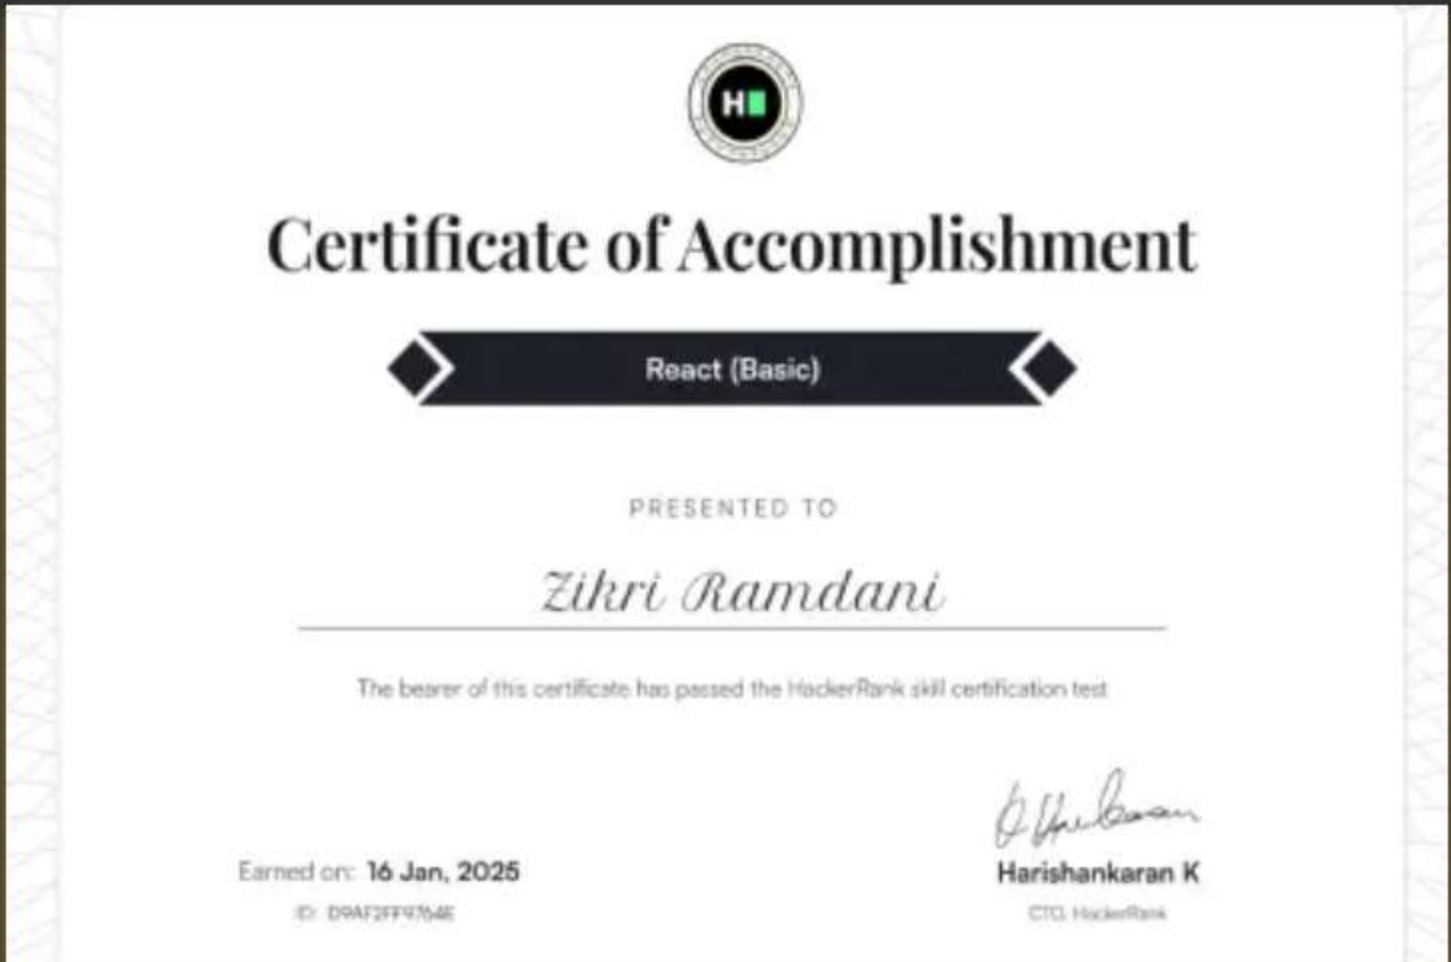 H
Certificate of Accomplishment
React (Basic)
PRESENTED TO
Zikri Ramdani
The bearer of this certificate has passed the HackerRank skill certification test
Earned on: 16 Jan, 2025
Harishankaran K
ID:
CTO, HackerRank